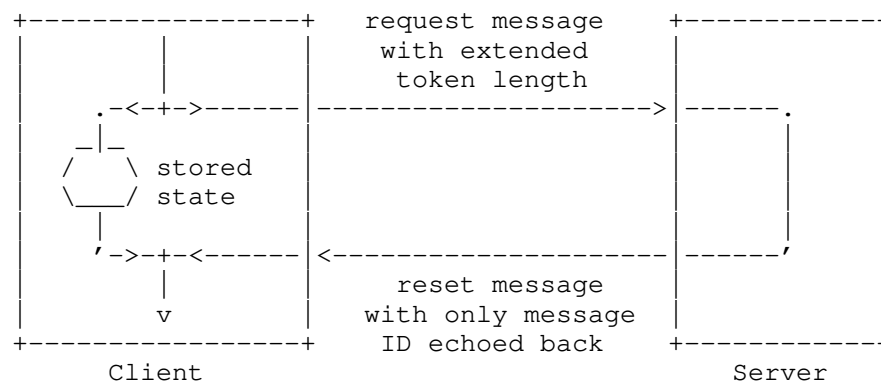 request message
with extended
token length
stored
state
reset message
with only message
ID echoed back
Client Server